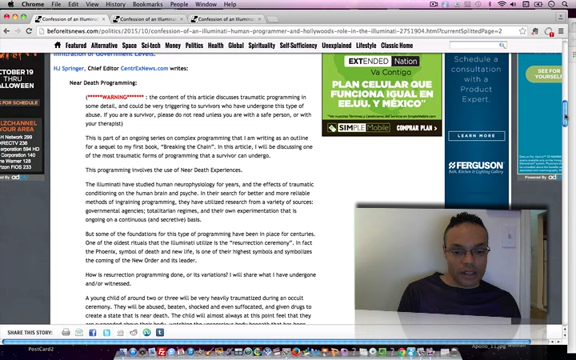 Chrome File Edit View History Bookmarks Window People Help
Confession of an Illuminati Confession of an Illuminati Confession of an Illuminati
beforeitsnews.com/politics/2015/10/confession-of-an-illuminati-human-programmer-and-hollywoods-role-in-the-illuminati-2751904.html?currentSplittedPage=2
Featured Alternative Space Sci-tech Money Politics Health Global Spirituality Self-Sufficiency Unexplained Lifestyle Classic Home
Infiltration of Government Levels.
HJ Springer, Chief Editor CentrExNews.com writes:
Near Death Programming:
(******WARNING******* : the content of this article discusses traumatic programming in
some detail, and could be very triggering to survivors who have undergone this type of
abuse. If you are a survivor, please do not read unless you are with a safe person, or with
your therapist)
This is part of an ongoing series on complex programming that I am writing as an outline
for a sequel to my first book, "Breaking the Chain". In this article, I will be discussing one
of the most traumatic forms of programming that a survivor can undergo.
This programming involves the use of Near Death Experiences.
The Illuminati have studied human neurophysiology for years, and the effects of traumatic
conditioning on the human brain and psyche. In their search for better and more reliable
methods of ingraining programming, they have utilized research from a variety of sources:
governmental agencies; totalitarian regimes, and their own experimentation that is
ongoing on a continuous (and secretive) basis.
But some of the foundations for this type of programming have been in place for centuries.
One of the oldest rituals that the Illuminati utilize is the "resurrection ceremony". In fact
the Phoenix, symbol of death and new life, is one of their highest symbols and symbolizes
the coming of the New Order and its leader.
How is resurrection programming done, or its variations? I will share what I have undergone
and/or witnessed.
A young child of around two or three will be very heavily traumatized during an occult
ceremony. They will be abused, beaten, shocked and even suffocated, and given drugs to
create a state that is near death. The child will almost always at this point feel that they
SHARE THIS STORY:
OCTOBER 19
THRU
HALLOWEEN
FOR SCHEDULE
EXTENDED Nation
Va Contigo.
PLAN CELULAR
QUE FUNCIONA IGUAL
EN EE.UU. Y MÉXICO
SIMPLE Mobile
COMPRAR PLAN
Schedule
a consultation
with a
Product
Expert.
LEARN MORE
FERGUSON
Bath, Kitchen & Lighting Gallery
PostCard2
Apollo_11.jpg